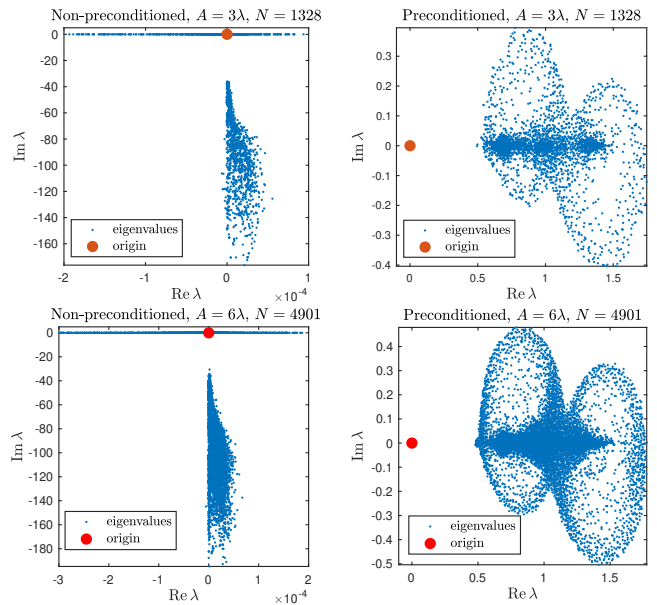 Non-preconditioned, A = 3λ, N = 1328
0
-20
-40
-60
-80
-100
-120
-140
-160
Im λ
eigenvalues
origin
-2
-1
0
1
Re λ
×10⁻⁴
Preconditioned, A = 3λ, N = 1328
0.3
0.2
0.1
0
-0.1
-0.2
-0.3
-0.4
Im λ
eigenvalues
origin
0
0.5
1
1.5
Re λ
Non-preconditioned, A = 6λ, N = 4901
0
-20
-40
-60
-80
-100
-120
-140
-160
-180
Im λ
eigenvalues
origin
-3
-2
-1
0
1
2
Re λ
×10⁻⁴
Preconditioned, A = 6λ, N = 4901
0.4
0.3
0.2
0.1
0
-0.1
-0.2
-0.3
-0.4
-0.5
Im λ
eigenvalues
origin
0
0.5
1
1.5
Re λ